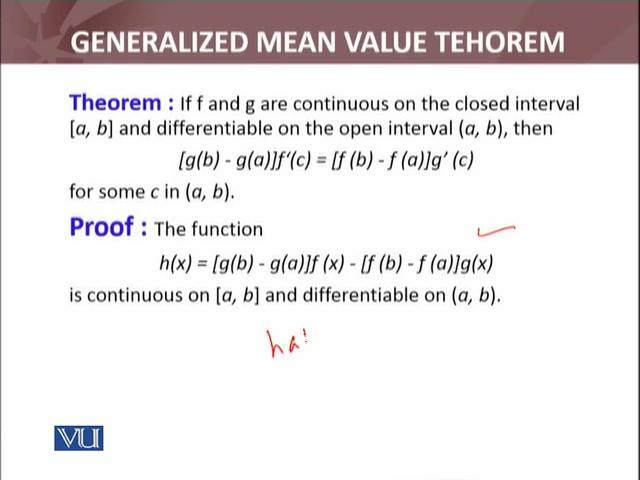 GENERALIZED MEAN VALUE TEHOREM
Theorem : If f and g are continuous on the closed interval
[a, b] and differentiable on the open interval (a, b), then
[g(b) - g(a)]f′(c) = [f (b) - f (a)]g′ (c)
for some c in (a, b).
Proof : The function
h(x) = [g(b) - g(a)]f (x) - [f (b) - f (a)]g(x)
is continuous on [a, b] and differentiable on (a, b).
VU